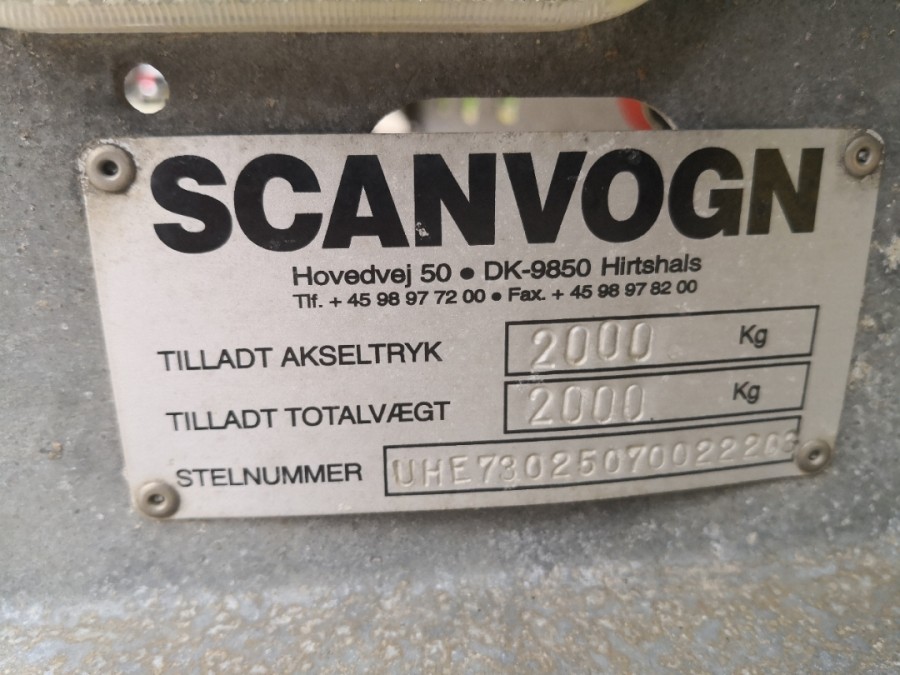 SCANVOGN
Hovedvej 50 • DK-9850 Hirtshals
Tlf. + 45 98 97 72 00 • Fax. + 45 98 97 82 00
TILLADT AKSELTRYK 2000 Kg
TILLADT TOTALVÆGT 2000 Kg
STELNUMMER UHE73025070022203